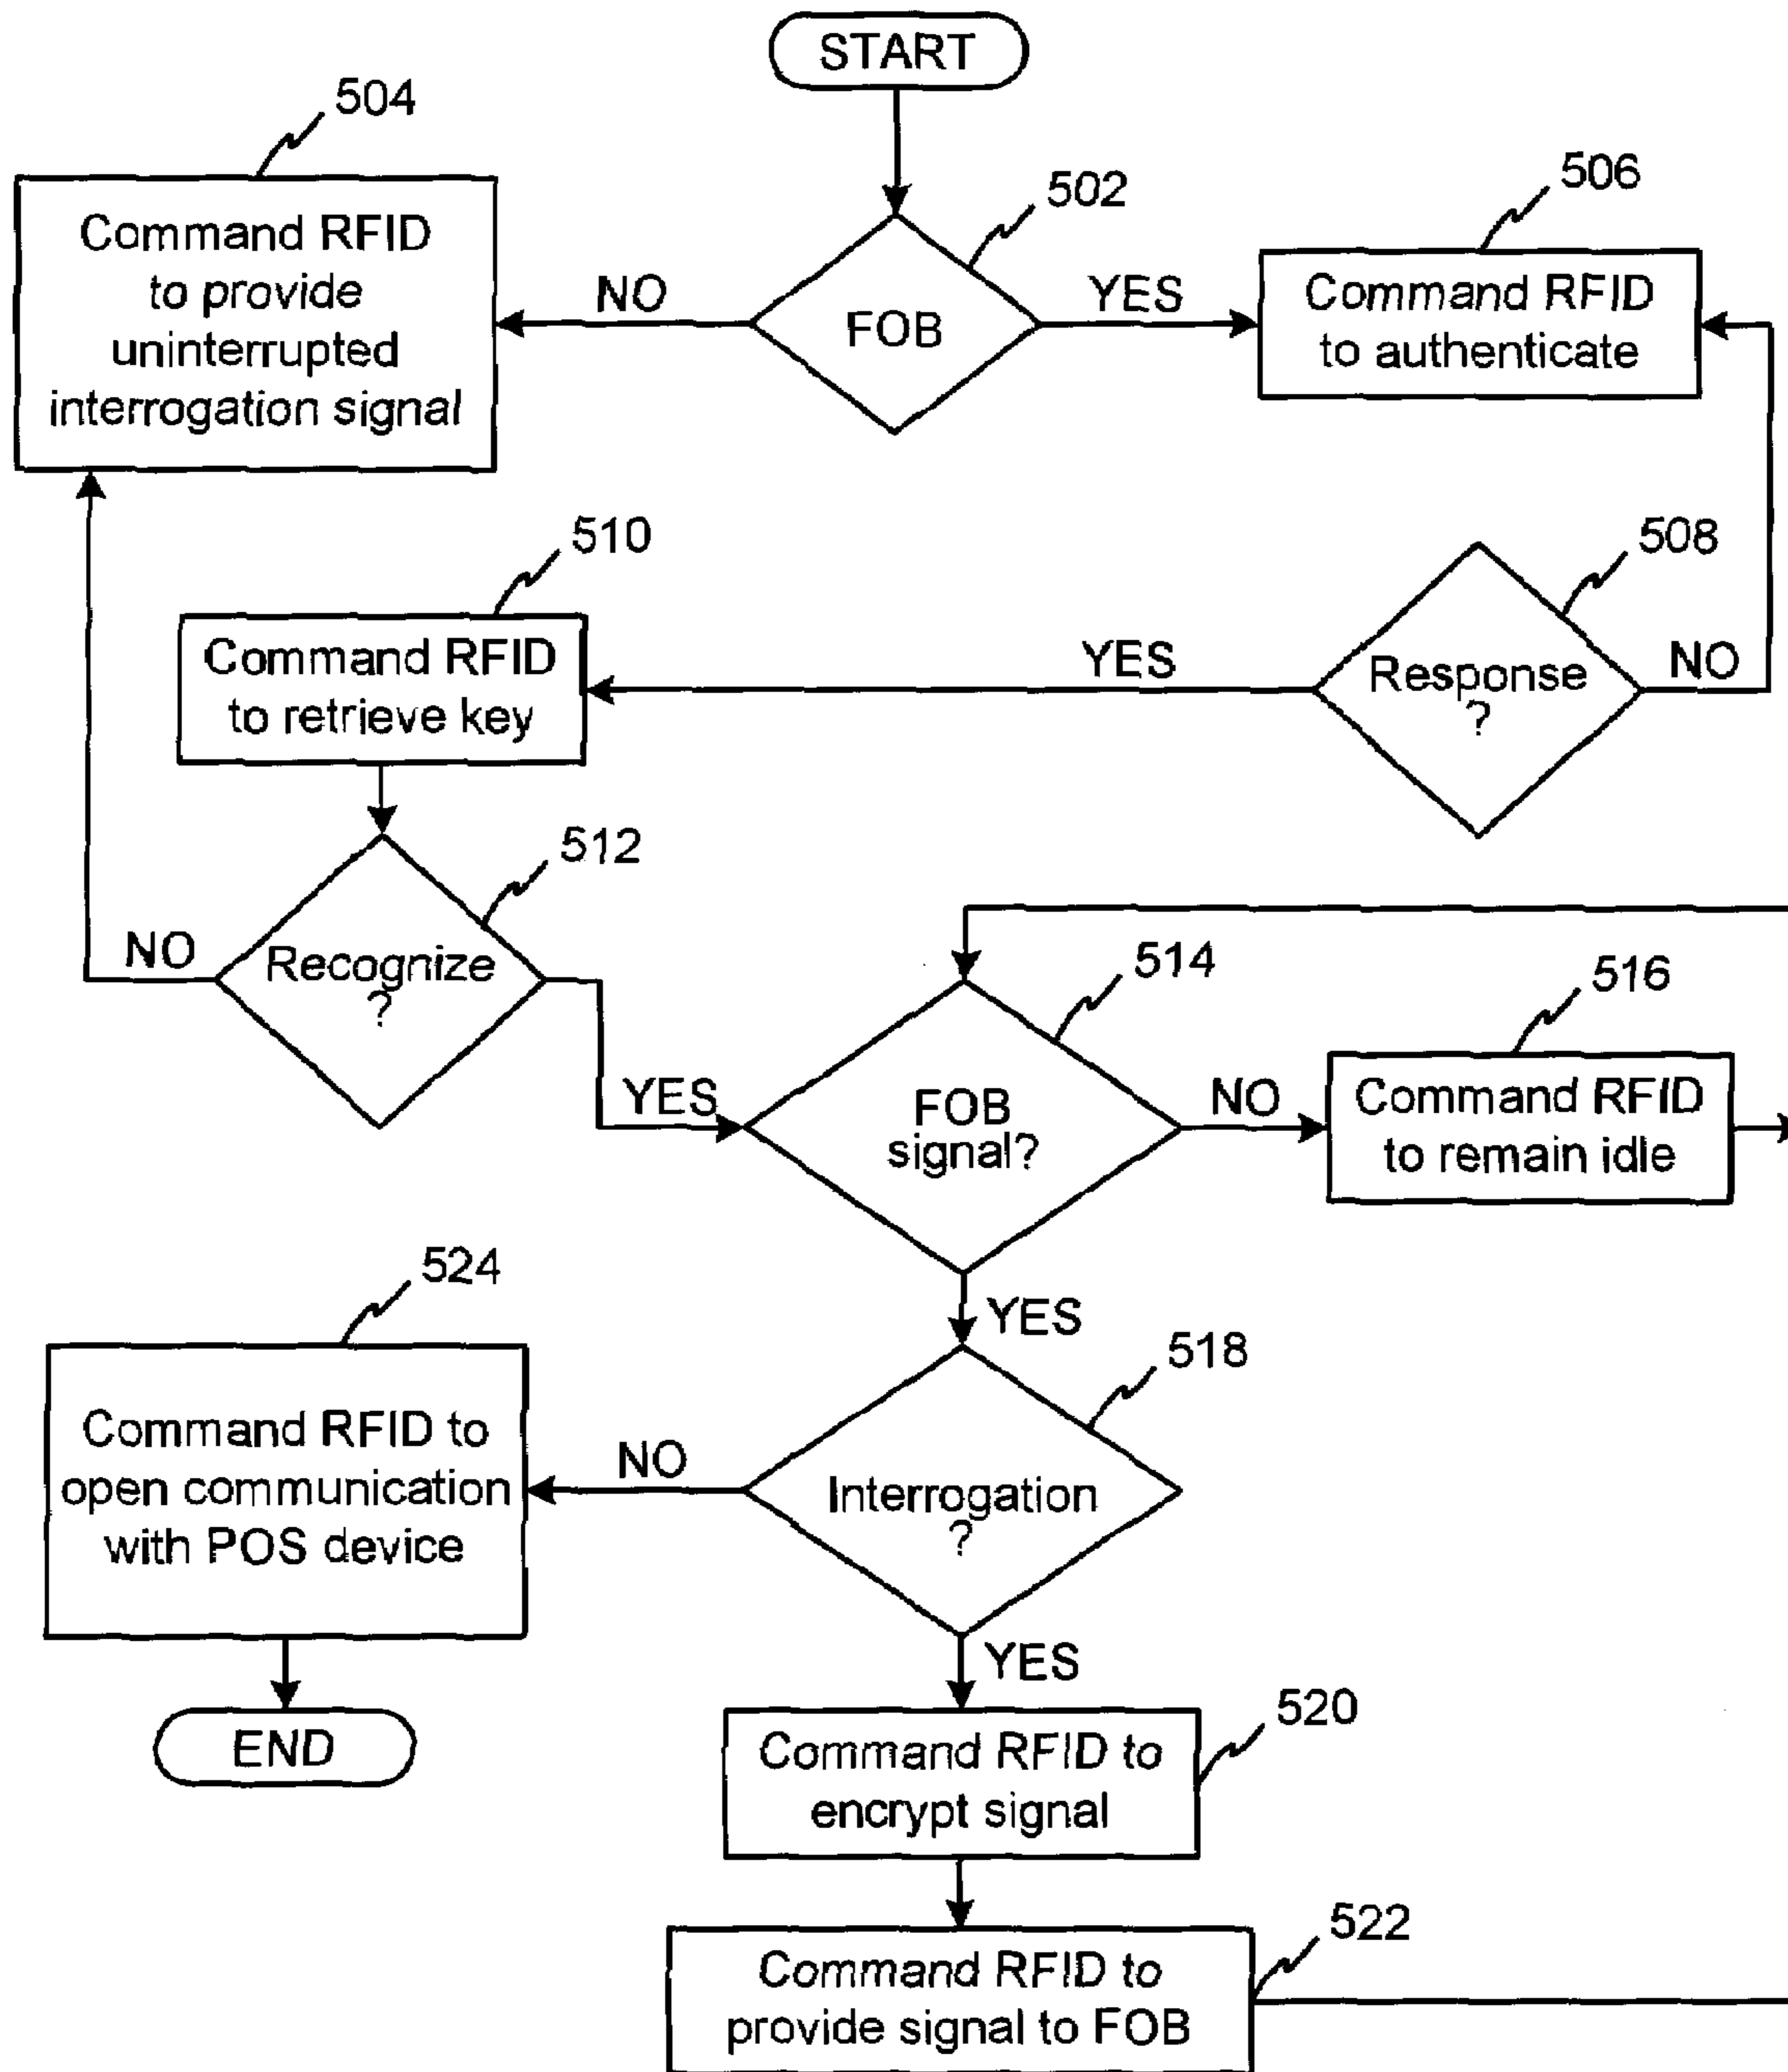 START
504
502
506
Command RFID
to provide
uninterrupted
interrogation signal
NO
FOB
YES
Command RFID
to authenticate
510
508
Command RFID
to retrieve key
YES
Response
?
NO
512
NO
Recognize
?
YES
514
FOB
signal?
NO
516
Command RFID
to remain idle
YES
524
518
Command RFID to
open communication
with POS device
NO
Interrogation
?
YES
END
520
Command RFID to
encrypt signal
522
Command RFID to
provide signal to FOB